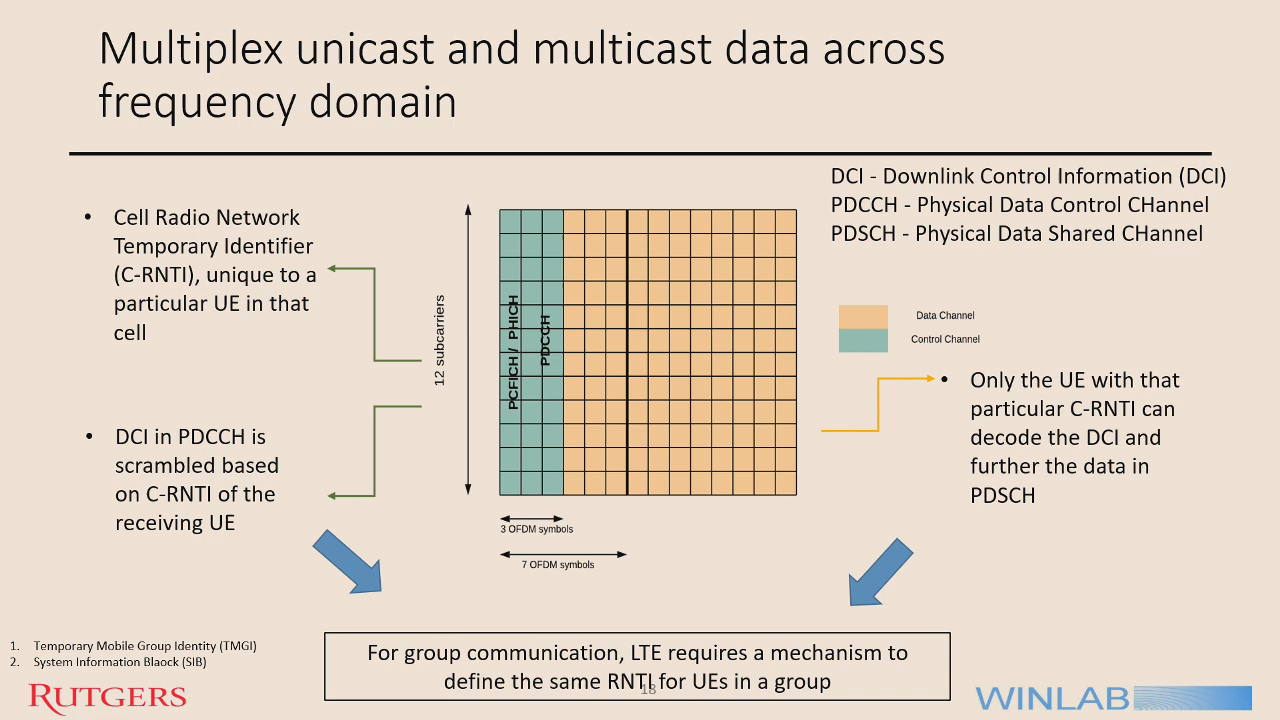 Multiplex unicast and multicast data across
frequency domain
DCI - Downlink Control Information (DCI)
PDCCH - Physical Data Control CHannel
PDSCH - Physical Data Shared CHannel
• Cell Radio Network
Temporary Identifier
(C-RNTI), unique to a
particular UE in that
cell
• DCI in PDCCH is
scrambled based
on C-RNTI of the
receiving UE
12 subcarriers
PCFICH / PHICH
PDCCH
3 OFDM symbols
7 OFDM symbols
Data Channel
Control Channel
• Only the UE with that
particular C-RNTI can
decode the DCI and
further the data in
PDSCH
For group communication, LTE requires a mechanism to
define the same RNTI for UEs in a group
18
1. Temporary Mobile Group Identity (TMGI)
2. System Information Blaock (SIB)
RUTGERS
WINLAB